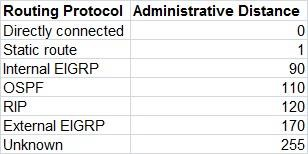 Routing Protocol Administrative Distance
Directly connected 0
Static route 1
Internal EIGRP 90
OSPF 110
RIP 120
External EIGRP 170
Unknown 255